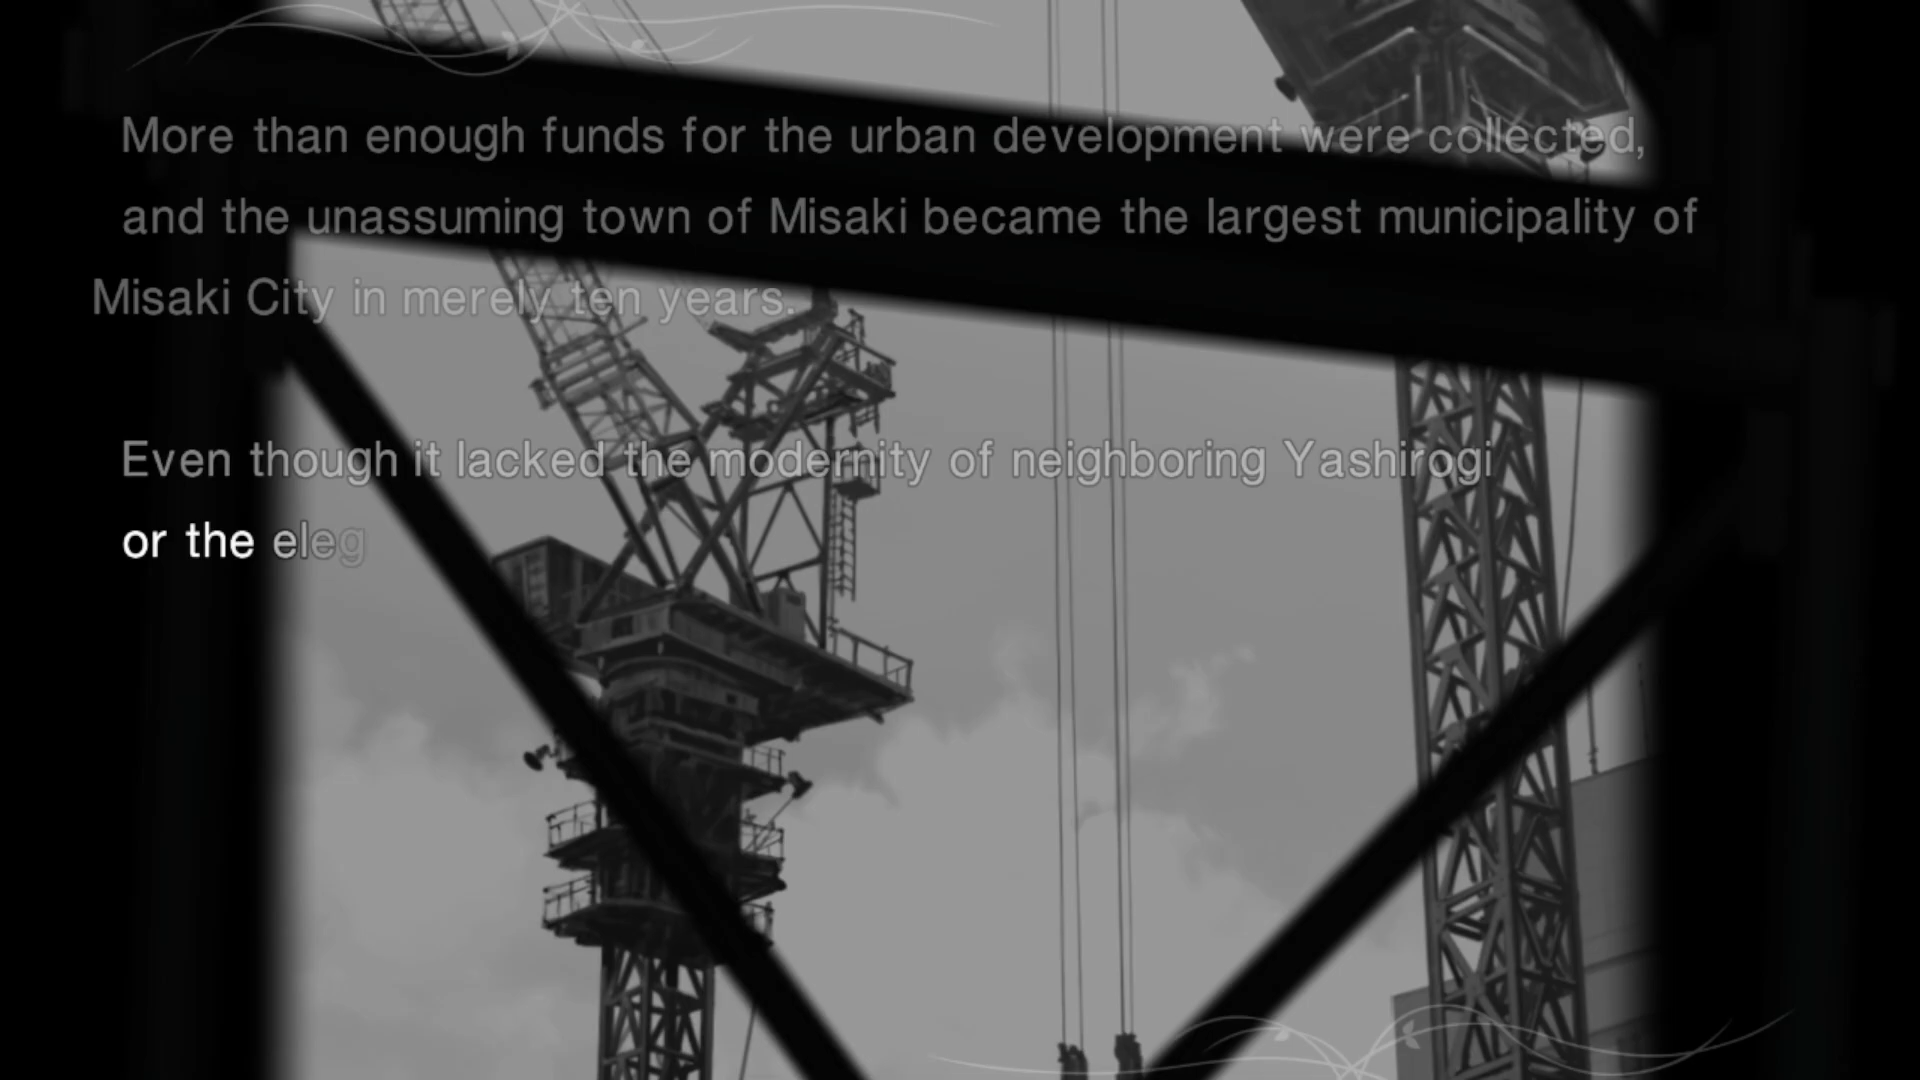 More than enough funds for the urban development were collected,
and the unassuming town of Misaki became the largest municipality of
Misaki City in merely ten years.
Even though it lacked the modernity of neighboring Yashirogi
or the eleg